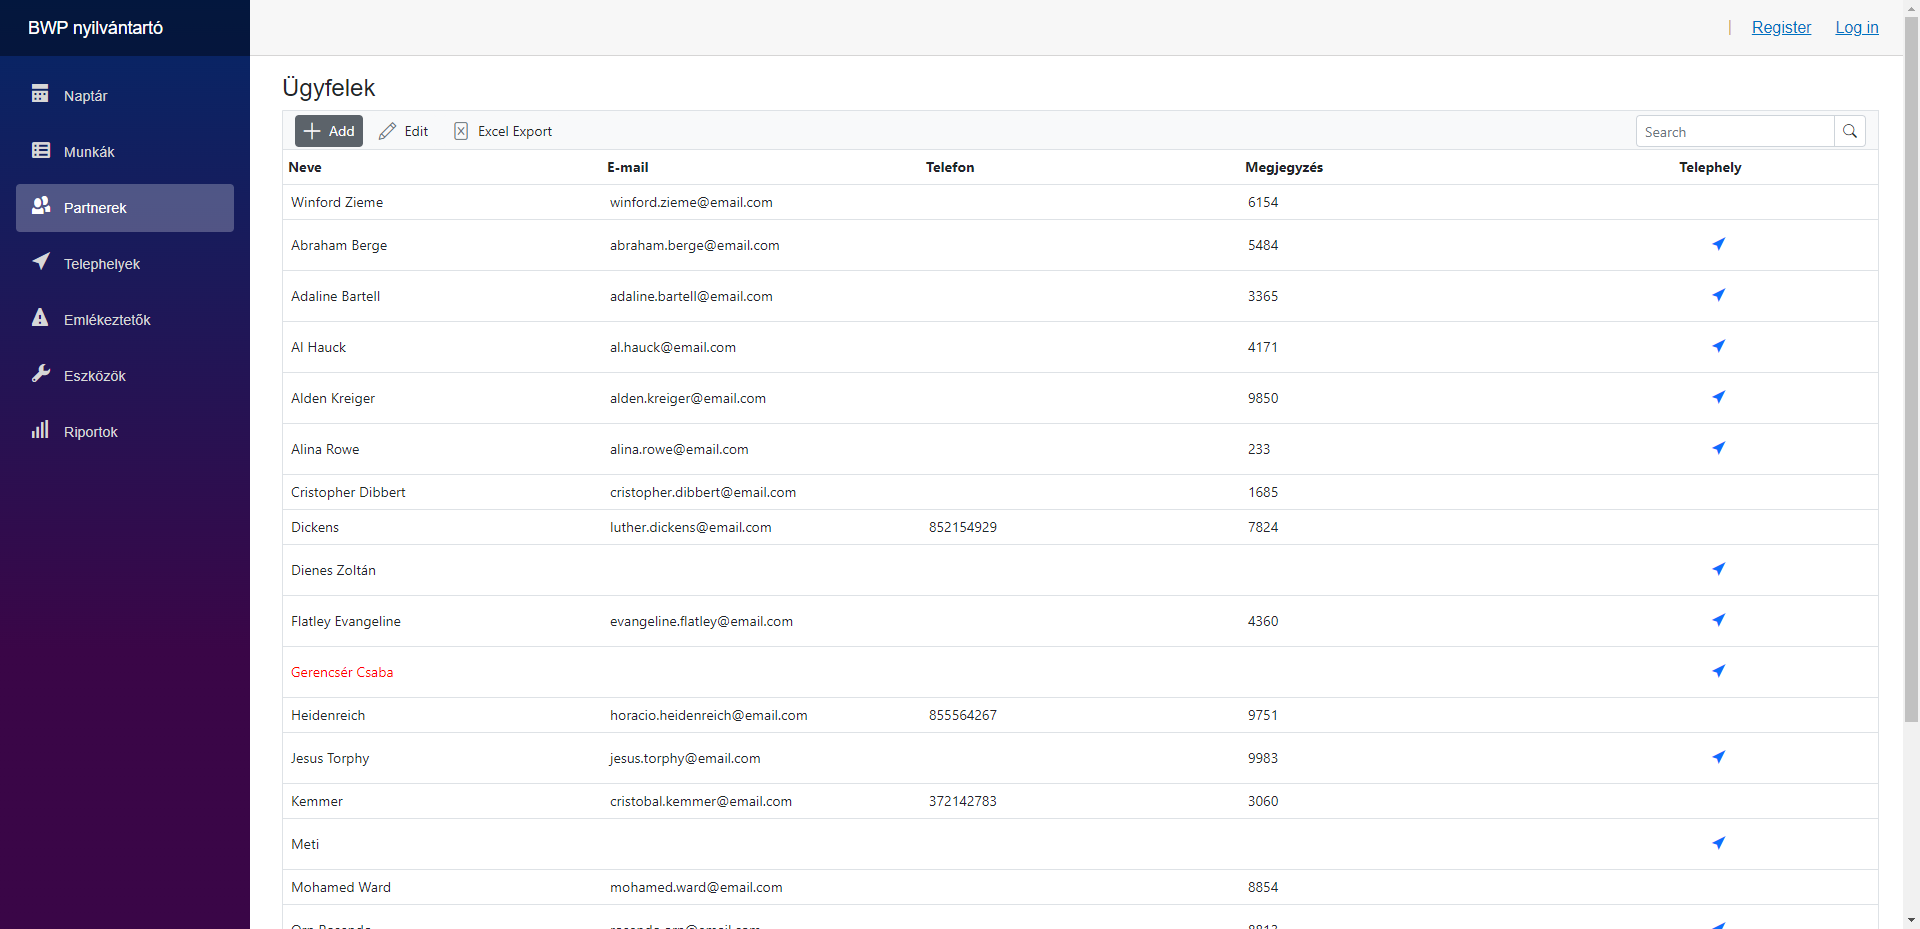 BWP nyilvántartó
| Register Log in
Naptár
Munkák
Partnerek
Telephelyek
Emlékeztetők
Eszközök
Riportok
Ügyfelek
Add Edit Excel Export Search
Neve E-mail Telefon Megjegyzés Telephely
Winford Zieme winford.zieme@email.com 6154
Abraham Berge abraham.berge@email.com 5484
Adaline Bartell adaline.bartell@email.com 3365
Al Hauck al.hauck@email.com 4171
Alden Kreiger alden.kreiger@email.com 9850
Alina Rowe alina.rowe@email.com 233
Cristopher Dibbert cristopher.dibbert@email.com 1685
Dickens luther.dickens@email.com 852154929 7824
Dienes Zoltán
Flatley Evangeline evangeline.flatley@email.com 4360
Gerencsér Csaba
Heidenreich horacio.heidenreich@email.com 855564267 9751
Jesus Torphy jesus.torphy@email.com 9983
Kemmer cristobal.kemmer@email.com 372142783 3060
Meti
Mohamed Ward mohamed.ward@email.com 8854